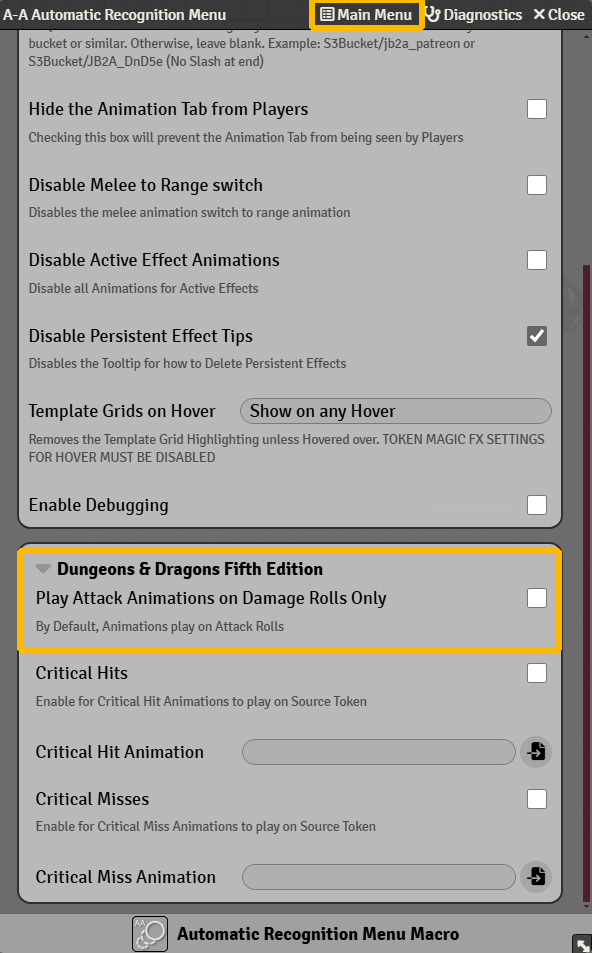 A-A Automatic Recognition Menu
Main Menu
Diagnostics
Close
bucket or similar. Otherwise, leave blank. Example: S3Bucket/jb2a_patreon or
S3Bucket/JB2A_DnD5e (No Slash at end)
Hide the Animation Tab from Players
Checking this box will prevent the Animation Tab from being seen by Players
Disable Melee to Range switch
Disables the melee animation switch to range animation
Disable Active Effect Animations
Disable all Animations for Active Effects
Disable Persistent Effect Tips
Disables the Tooltip for how to Delete Persistent Effects
Template Grids on Hover
Show on any Hover
Removes the Template Grid Highlighting unless Hovered over. TOKEN MAGIC FX SETTINGS
FOR HOVER MUST BE DISABLED
Enable Debugging
Dungeons & Dragons Fifth Edition
Play Attack Animations on Damage Rolls Only
By Default, Animations play on Attack Rolls
Critical Hits
Enable for Critical Hit Animations to play on Source Token
Critical Hit Animation
Critical Misses
Enable for Critical Miss Animations to play on Source Token
Critical Miss Animation
AA
Automatic Recognition Menu Macro